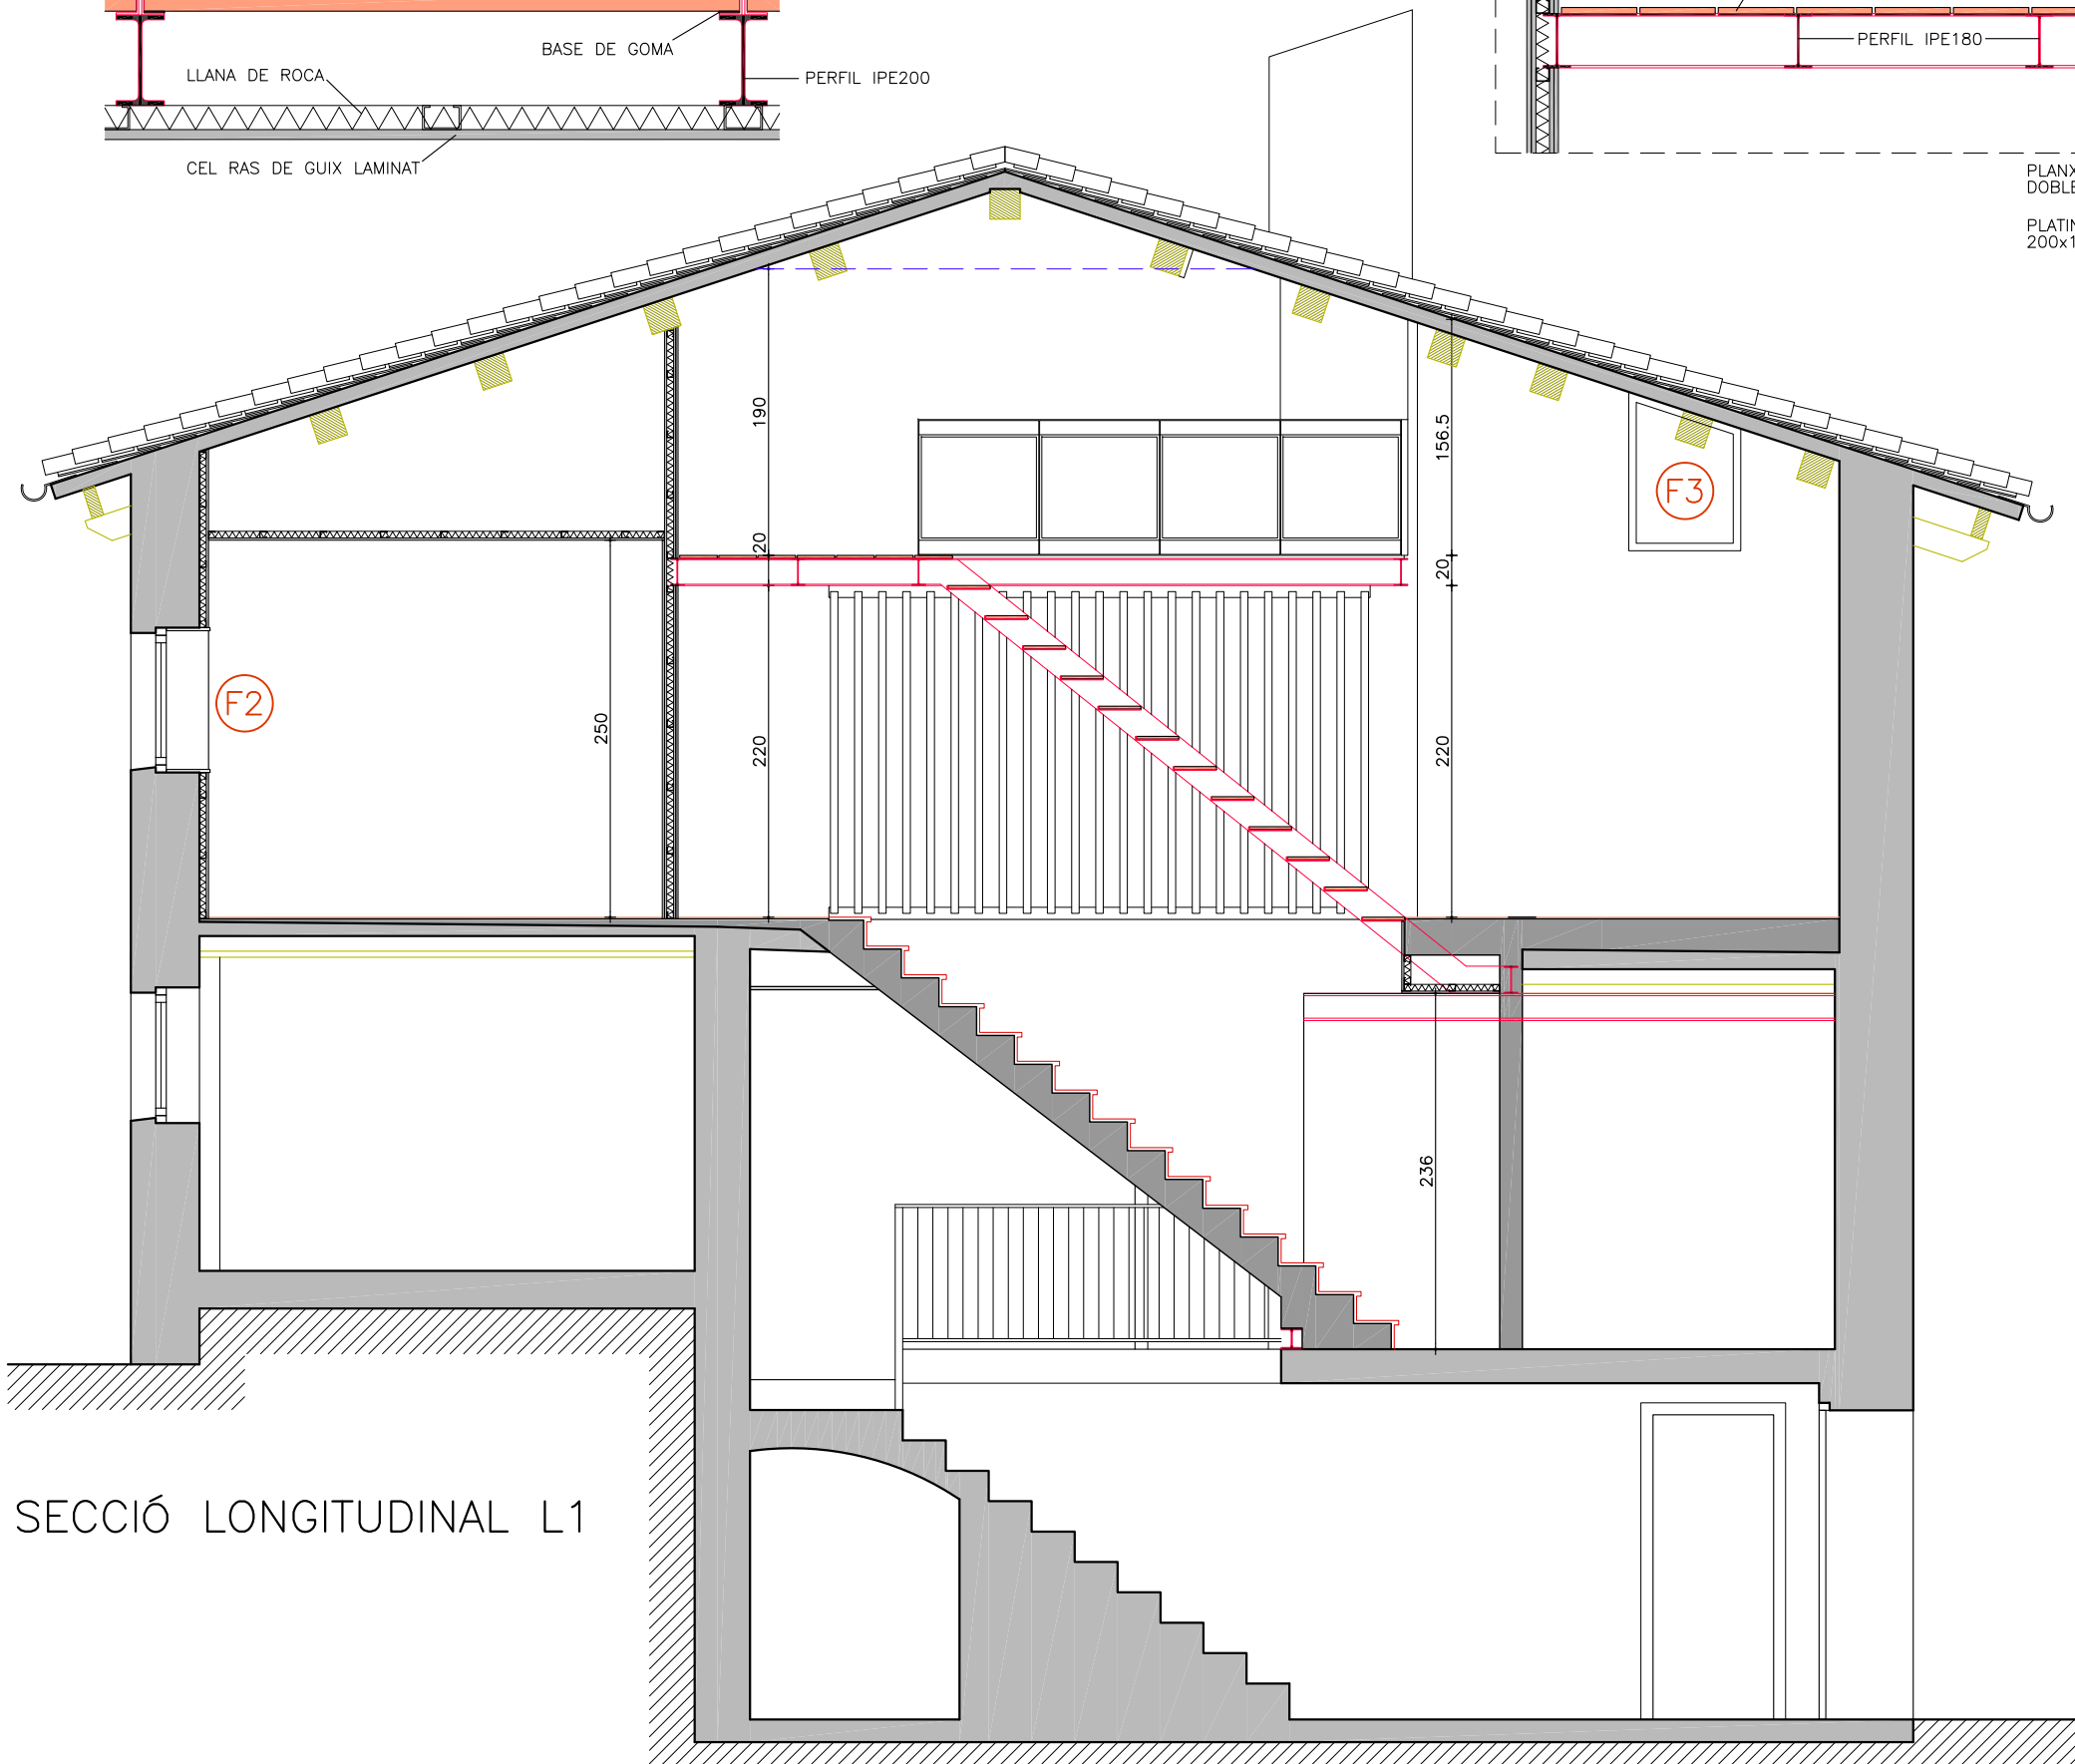 BASE DE GOMA
LLANA DE ROCA
PERFIL IPE200
CEL RAS DE GUIX LAMINAT
PERFIL IPE180
PLANX
DOBLE
PLATIN
200x1
190
156.5
F3
20
20
F2
250
220
220
236
SECCIÓ LONGITUDINAL L1